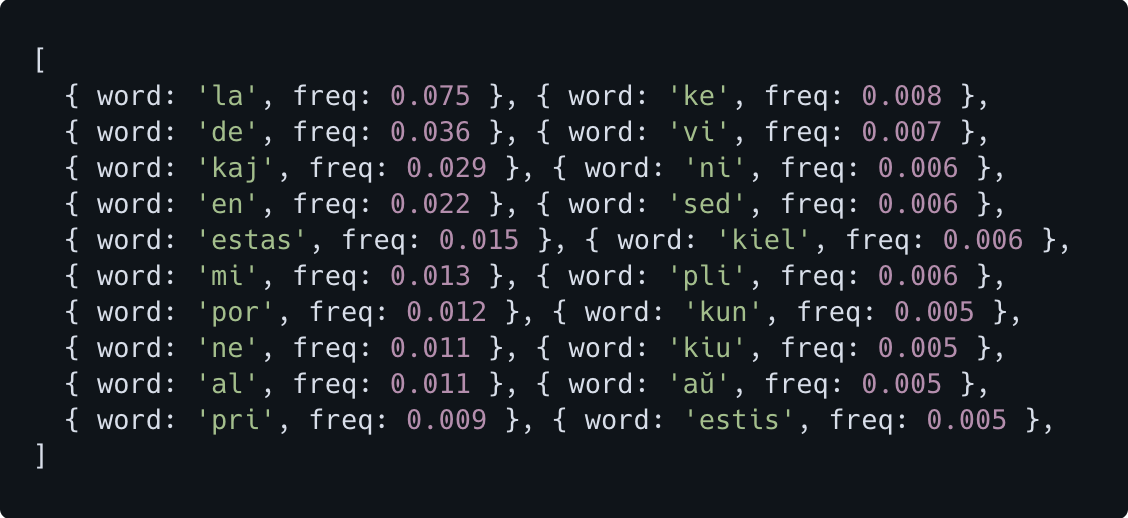 [
{ word: 'la', freq: 0.075 }, { word: 'ke', freq: 0.008 },
{ word: 'de', freq: 0.036 }, { word: 'vi', freq: 0.007 },
{ word: 'kaj', freq: 0.029 }, { word: 'ni', freq: 0.006 },
{ word: 'en', freq: 0.022 }, { word: 'sed', freq: 0.006 },
{ word: 'estas', freq: 0.015 }, { word: 'kiel', freq: 0.006 },
{ word: 'mi', freq: 0.013 }, { word: 'pli', freq: 0.006 },
{ word: 'por', freq: 0.012 }, { word: 'kun', freq: 0.005 },
{ word: 'ne', freq: 0.011 }, { word: 'kiu', freq: 0.005 },
{ word: 'al', freq: 0.011 }, { word: 'aŭ', freq: 0.005 },
{ word: 'pri', freq: 0.009 }, { word: 'estis', freq: 0.005 },
]